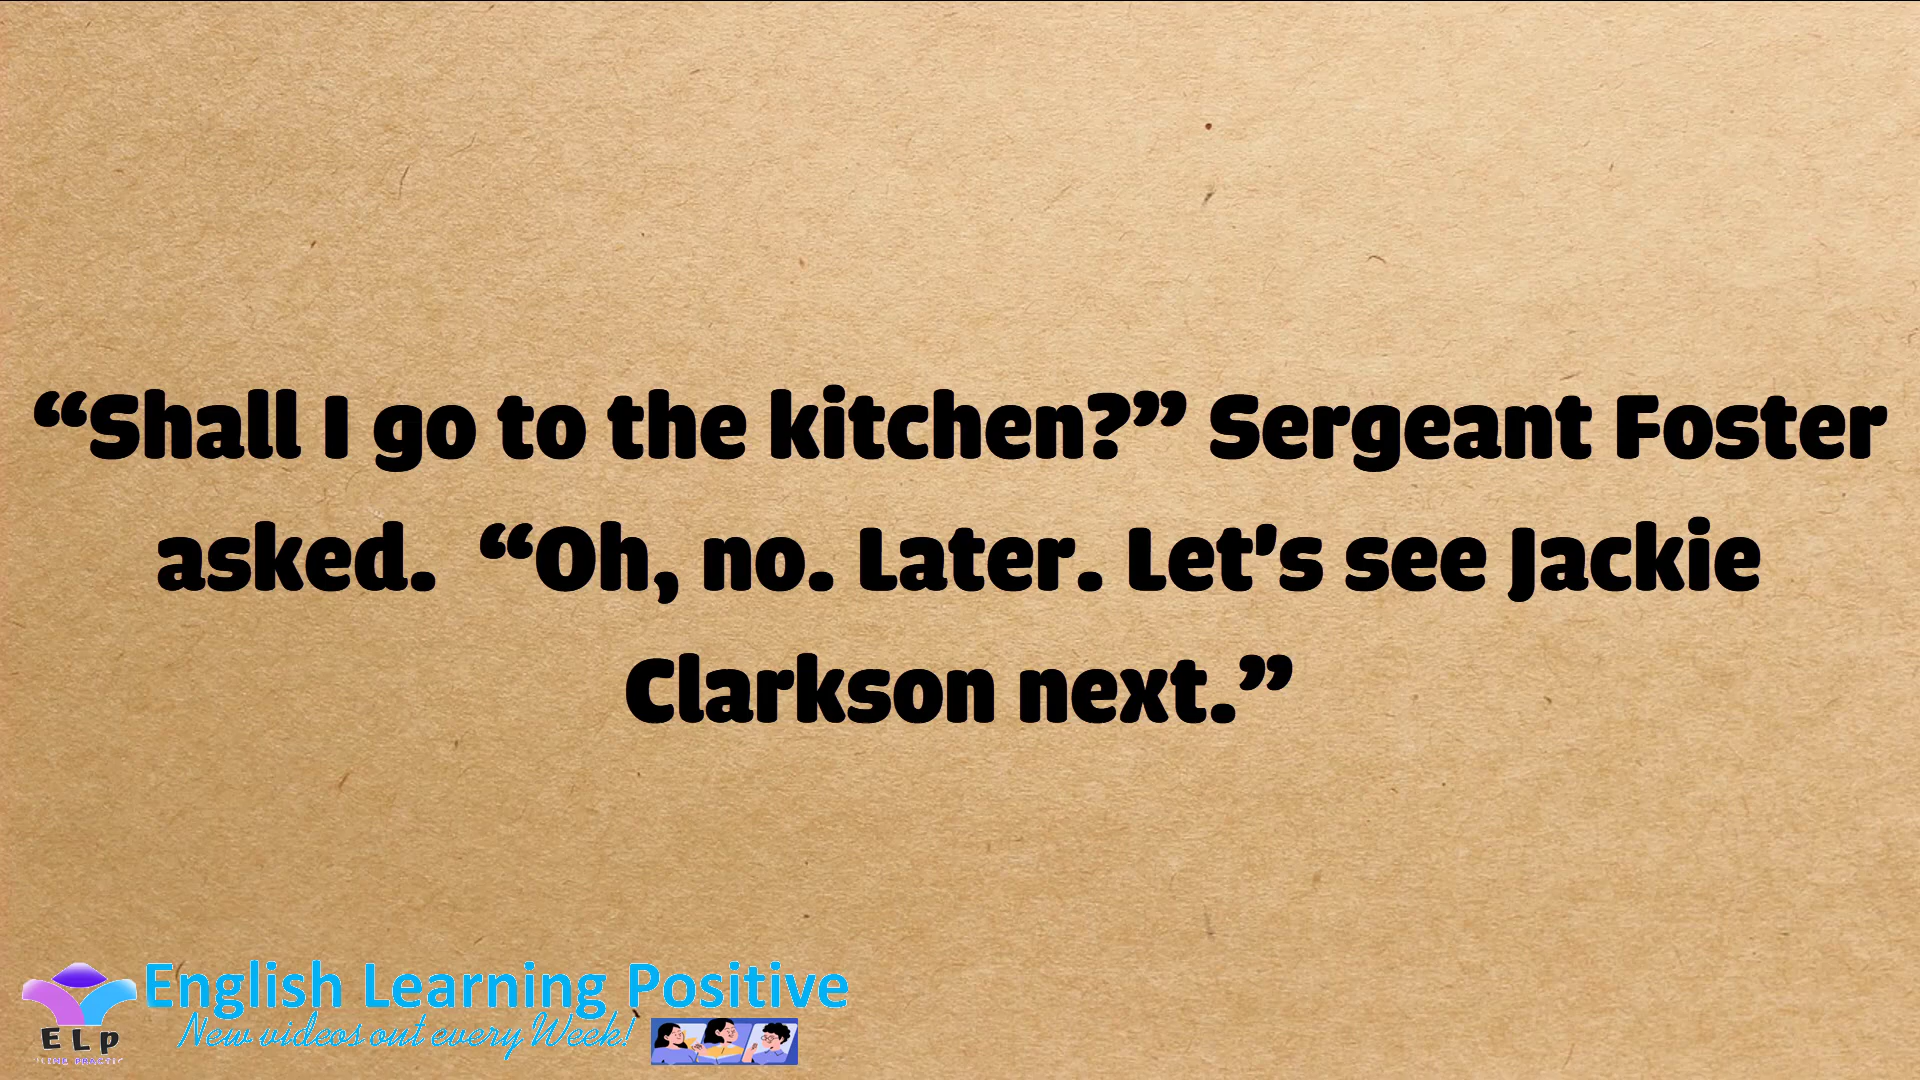 “Shall I go to the kitchen?” Sergeant Foster
asked.  “Oh, no. Later. Let's see Jackie
Clarkson next.”
English Learning Positive
New videos out every Week!
ELp